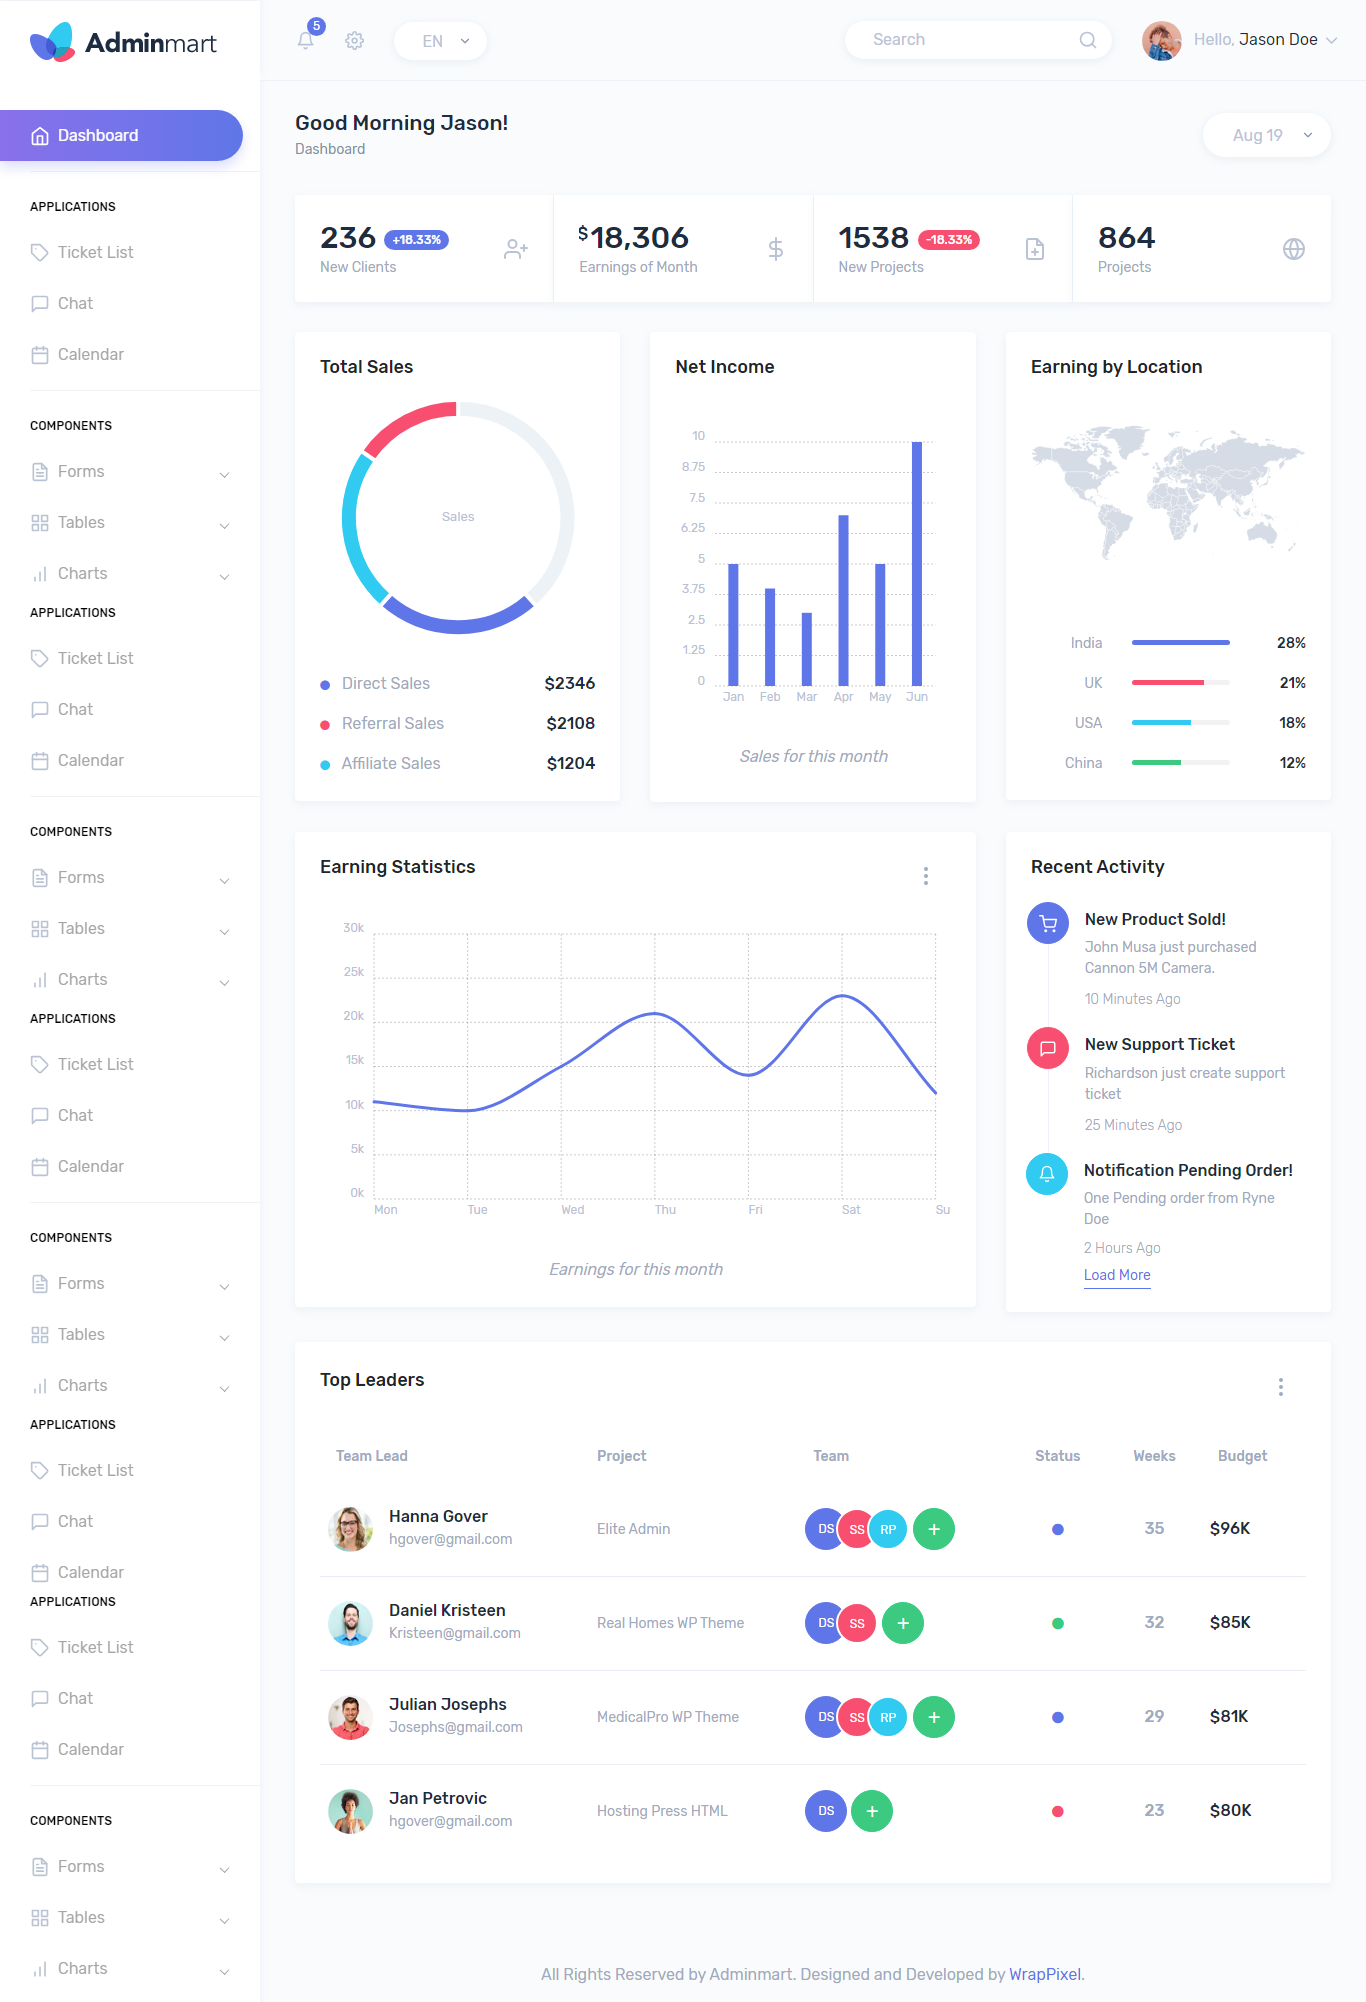 Adminmart
Dashboard
APPLICATIONS
Ticket List
Chat
Calendar
COMPONENTS
Forms
Tables
Charts
APPLICATIONS
Ticket List
Chat
Calendar
COMPONENTS
Forms
Tables
Charts
APPLICATIONS
Ticket List
Chat
Calendar
COMPONENTS
Forms
Tables
Charts
APPLICATIONS
Ticket List
Chat
Calendar
APPLICATIONS
Ticket List
Chat
Calendar
COMPONENTS
Forms
Tables
Charts
5
EN
Search
Hello, Jason Doe
Good Morning Jason!
Dashboard
Aug 19
236 +18.33%
New Clients
$18,306
Earnings of Month
1538 -18.33%
New Projects
864
Projects
Total Sales
Sales
Direct Sales $2346
Referral Sales $2108
Affiliate Sales $1204
Net Income
10
8.75
7.5
6.25
5
3.75
2.5
1.25
0
Jan Feb Mar Apr May Jun
Sales for this month
Earning by Location
India 28%
UK 21%
USA 18%
China 12%
Earning Statistics
30k
25k
20k
15k
10k
5k
0k
Mon Tue Wed Thu Fri Sat Su
Earnings for this month
Recent Activity
New Product Sold!
John Musa just purchased
Cannon 5M Camera.
10 Minutes Ago
New Support Ticket
Richardson just create support
ticket
25 Minutes Ago
Notification Pending Order!
One Pending order from Ryne
Doe
2 Hours Ago
Load More
Top Leaders
Team Lead Project Team Status Weeks Budget
Hanna Gover
hgover@gmail.com
Elite Admin
DS SS RP +
35
$96K
Daniel Kristeen
Kristeen@gmail.com
Real Homes WP Theme
DS SS +
32
$85K
Julian Josephs
Josephs@gmail.com
MedicalPro WP Theme
DS SS RP +
29
$81K
Jan Petrovic
hgover@gmail.com
Hosting Press HTML
DS +
23
$80K
All Rights Reserved by Adminmart. Designed and Developed by WrapPixel.